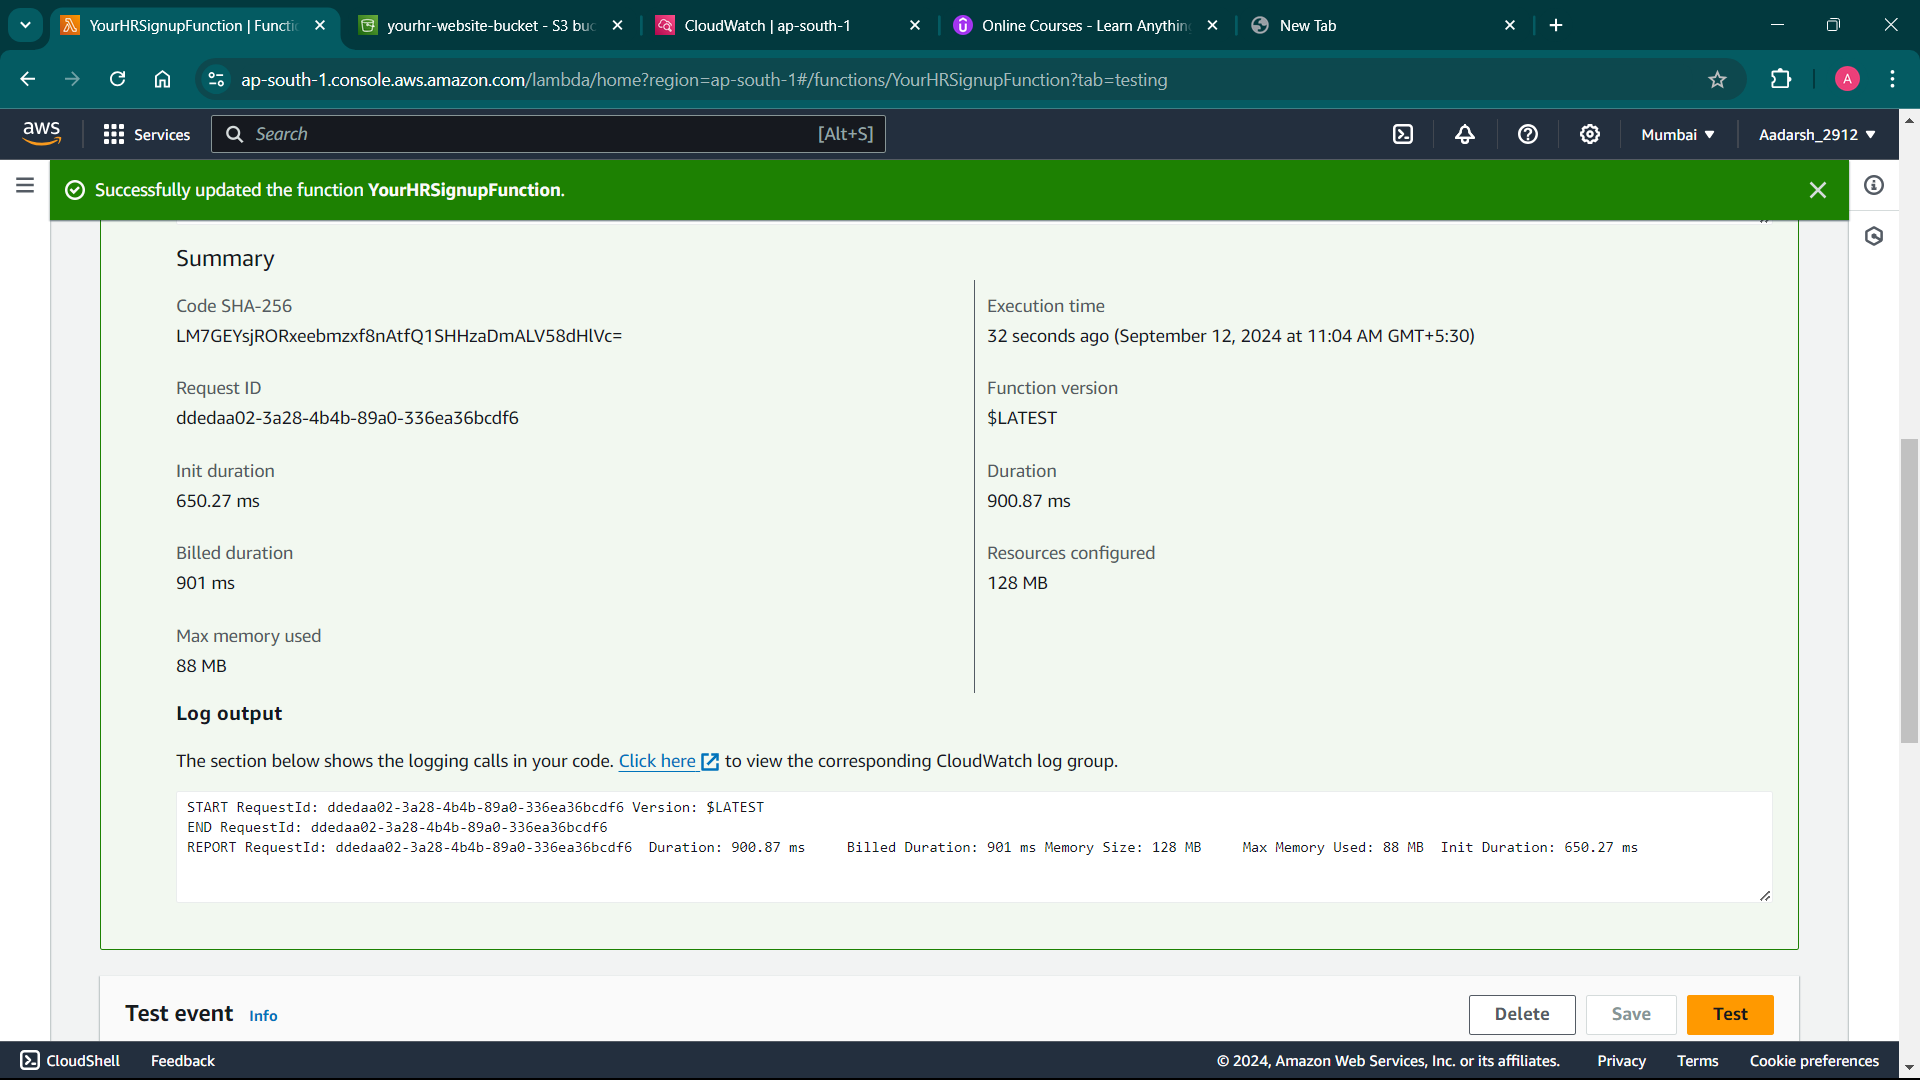 YourHRSignupFunction | Functi
yourhr-website-bucket - S3 buc
CloudWatch | ap-south-1
Online Courses - Learn Anything
New Tab
ap-south-1.console.aws.amazon.com/lambda/home?region=ap-south-1#/functions/YourHRSignupFunction?tab=testing
A
aws
Services
Search
[Alt+S]
Mumbai
Aadarsh_2912
Successfully updated the function YourHRSignupFunction.
Summary
Code SHA-256
LM7GEYsjRORxeebmzxf8nAtfQ1SHHzaDmALV58dHlVc=
Execution time
32 seconds ago (September 12, 2024 at 11:04 AM GMT+5:30)
Request ID
ddedaa02-3a28-4b4b-89a0-336ea36bcdf6
Function version
$LATEST
Init duration
650.27 ms
Duration
900.87 ms
Billed duration
901 ms
Resources configured
128 MB
Max memory used
88 MB
Log output
The section below shows the logging calls in your code. Click here to view the corresponding CloudWatch log group.
START RequestId: ddedaa02-3a28-4b4b-89a0-336ea36bcdf6 Version: $LATEST
END RequestId: ddedaa02-3a28-4b4b-89a0-336ea36bcdf6
REPORT RequestId: ddedaa02-3a28-4b4b-89a0-336ea36bcdf6 Duration: 900.87 ms Billed Duration: 901 ms Memory Size: 128 MB Max Memory Used: 88 MB Init Duration: 650.27 ms
Test event Info
Delete
Save
Test
CloudShell
Feedback
© 2024, Amazon Web Services, Inc. or its affiliates.
Privacy
Terms
Cookie preferences